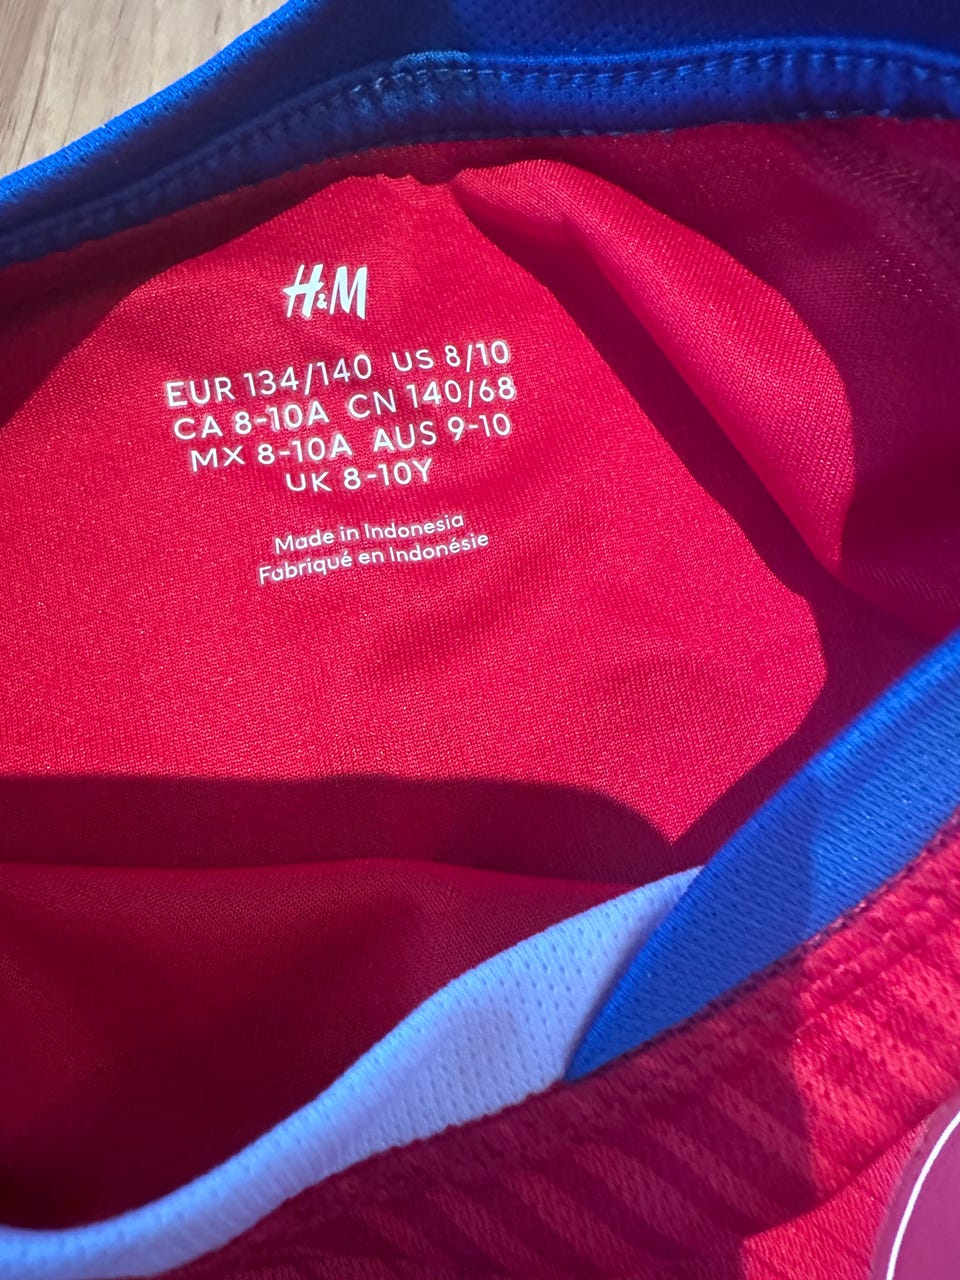 H&M
EUR 134/140 US 8/10
CA 8-10A CN 140/68
MX 8-10A AUS 9-10
UK 8-10Y
Made in Indonesia
Fabriqué en Indonésie